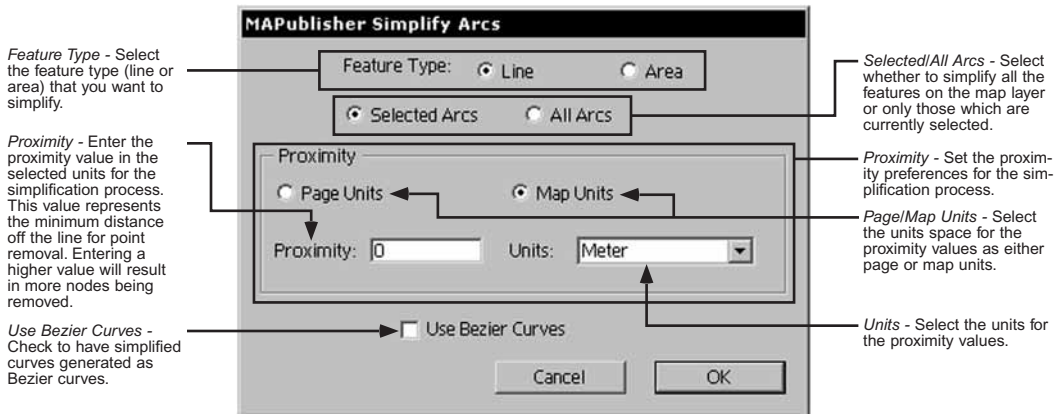 MAPublisher Simplify Arcs
Feature Type - Select
the feature type (line or
area) that you want to
simplify.
Proximity - Enter the
proximity value in the
selected units for the
simplification process.
This value represents
the minimum distance
off the line for point
removal. Entering a
higher value will result
in more nodes being
removed.
Use Bezier Curves -
Check to have simplified
curves generated as
Bezier curves.
Feature Type: Line Area
Selected Arcs All Arcs
Proximity
Page Units Map Units
Proximity: 0 Units: Meter
Use Bezier Curves
Cancel OK
Selected/All Arcs - Select
whether to simplify all the
features on the map layer
or only those which are
currently selected.
Proximity - Set the proxim-
ity preferences for the sim-
plification process.
Page/Map Units - Select
the units space for the
proximity values as either
page or map units.
Units - Select the units for
the proximity values.